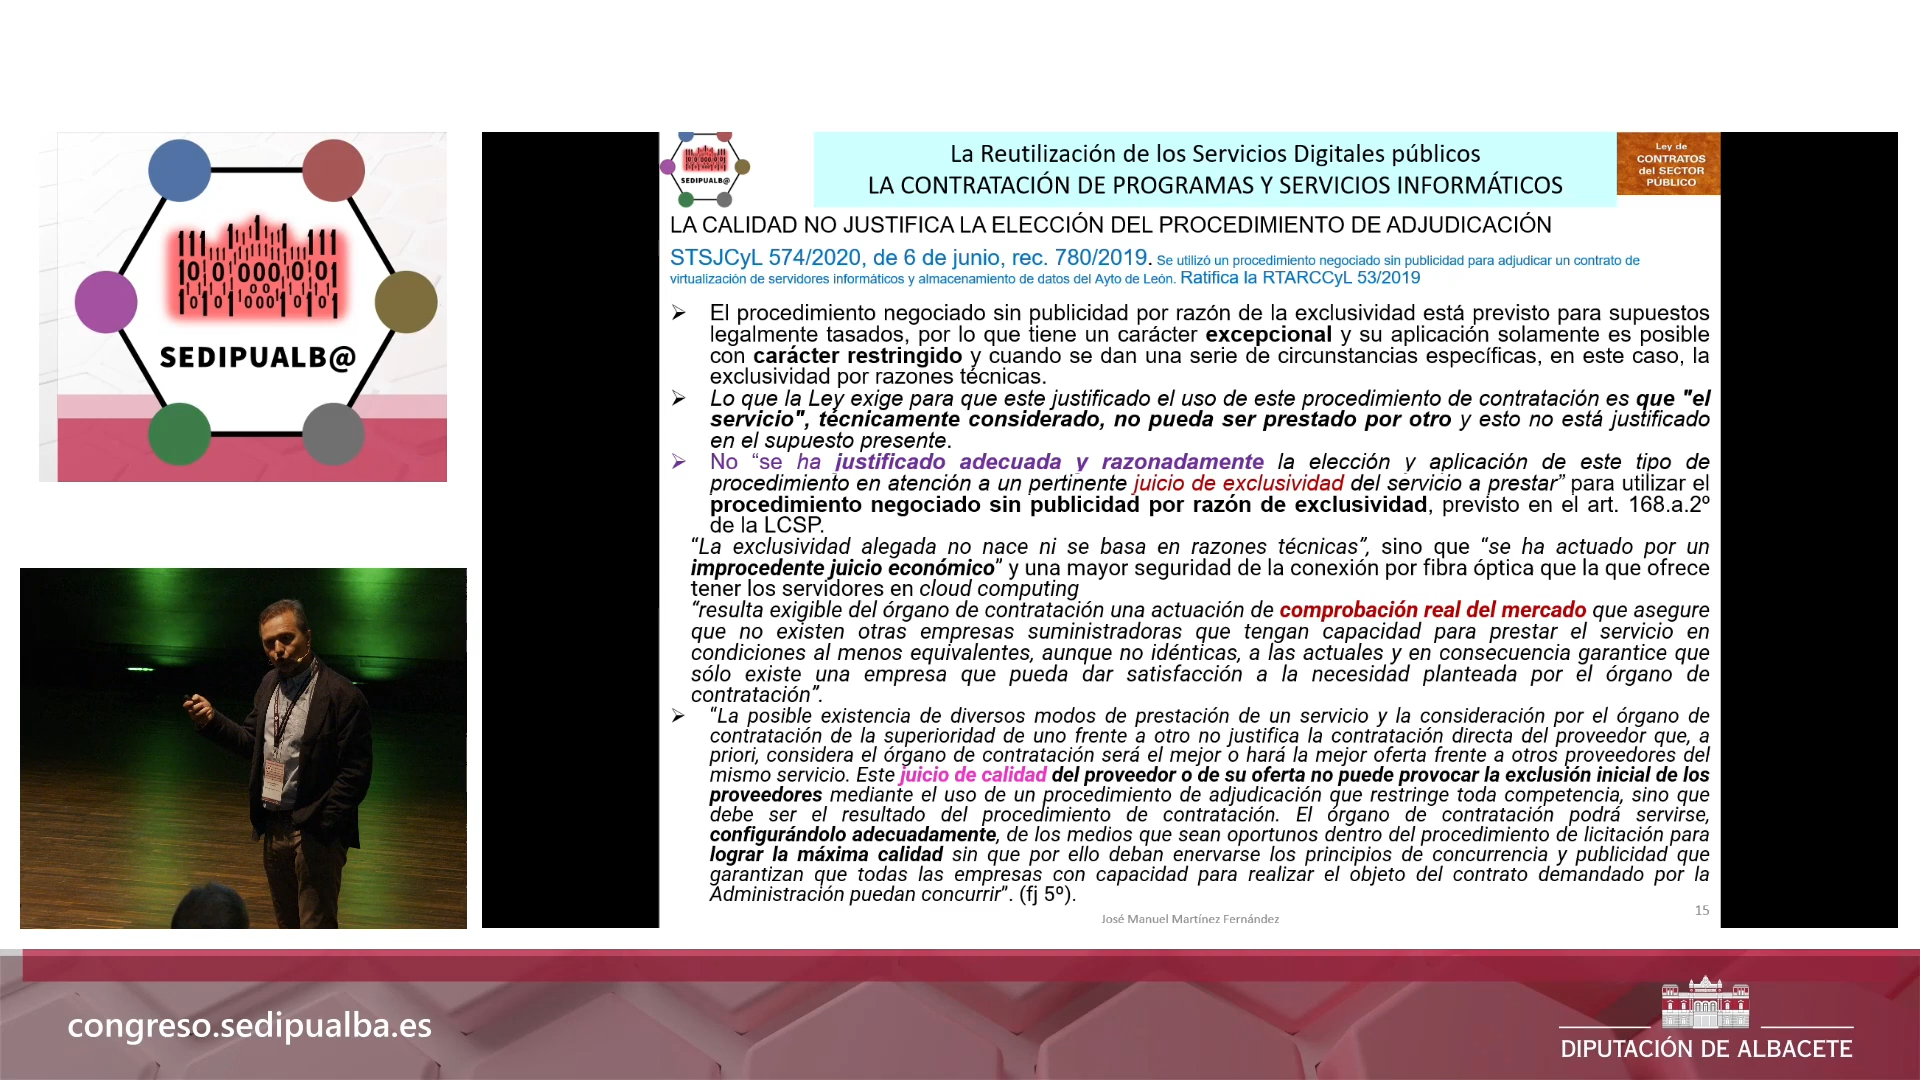 SEDIPUALB@
La Reutilización de los Servicios Digitales públicos
LA CONTRATACIÓN DE PROGRAMAS Y SERVICIOS INFORMÁTICOS
Ley de
CONTRATOS
del SECTOR
PÚBLICO
SEDIPUALB@
LA CALIDAD NO JUSTIFICA LA ELECCIÓN DEL PROCEDIMIENTO DE ADJUDICACIÓN
STSJCyL 574/2020, de 6 de junio, rec. 780/2019. Se utilizó un procedimiento negociado sin publicidad para adjudicar un contrato de
virtualización de servidores informáticos y almacenamiento de datos del Ayto de León. Ratifica la RTARCCyL 53/2019
➢ El procedimiento negociado sin publicidad por razón de la exclusividad está previsto para supuestos
legalmente tasados, por lo que tiene un carácter excepcional y su aplicación solamente es posible
con carácter restringido y cuando se dan una serie de circunstancias específicas, en este caso, la
exclusividad por razones técnicas.
➢ Lo que la Ley exige para que este justificado el uso de este procedimiento de contratación es que "el
servicio", técnicamente considerado, no pueda ser prestado por otro y esto no está justificado
en el supuesto presente.
➢ No “se ha justificado adecuada y razonadamente la elección y aplicación de este tipo de
procedimiento en atención a un pertinente juicio de exclusividad del servicio a prestar” para utilizar el
procedimiento negociado sin publicidad por razón de exclusividad, previsto en el art. 168.a.2º
de la LCSP.
“La exclusividad alegada no nace ni se basa en razones técnicas”, sino que “se ha actuado por un
improcedente juicio económico” y una mayor seguridad de la conexión por fibra óptica que la que ofrece
tener los servidores en cloud computing
“resulta exigible del órgano de contratación una actuación de comprobación real del mercado que asegure
que no existen otras empresas suministradoras que tengan capacidad para prestar el servicio en
condiciones al menos equivalentes, aunque no idénticas, a las actuales y en consecuencia garantice que
sólo existe una empresa que pueda dar satisfacción a la necesidad planteada por el órgano de
contratación”.
➢ “La posible existencia de diversos modos de prestación de un servicio y la consideración por el órgano de
contratación de la superioridad de uno frente a otro no justifica la contratación directa del proveedor que, a
priori, considera el órgano de contratación será el mejor o hará la mejor oferta frente a otros proveedores del
mismo servicio. Este juicio de calidad del proveedor o de su oferta no puede provocar la exclusión inicial de los
proveedores mediante el uso de un procedimiento de adjudicación que restringe toda competencia, sino que
debe ser el resultado del procedimiento de contratación. El órgano de contratación podrá servirse,
configurándolo adecuadamente, de los medios que sean oportunos dentro del procedimiento de licitación para
lograr la máxima calidad sin que por ello deban enervarse los principios de concurrencia y publicidad que
garantizan que todas las empresas con capacidad para realizar el objeto del contrato demandado por la
Administración puedan concurrir”. (fj 5º).
José Manuel Martínez Fernández
15
congreso.sedipualba.es
DIPUTACIÓN DE ALBACETE